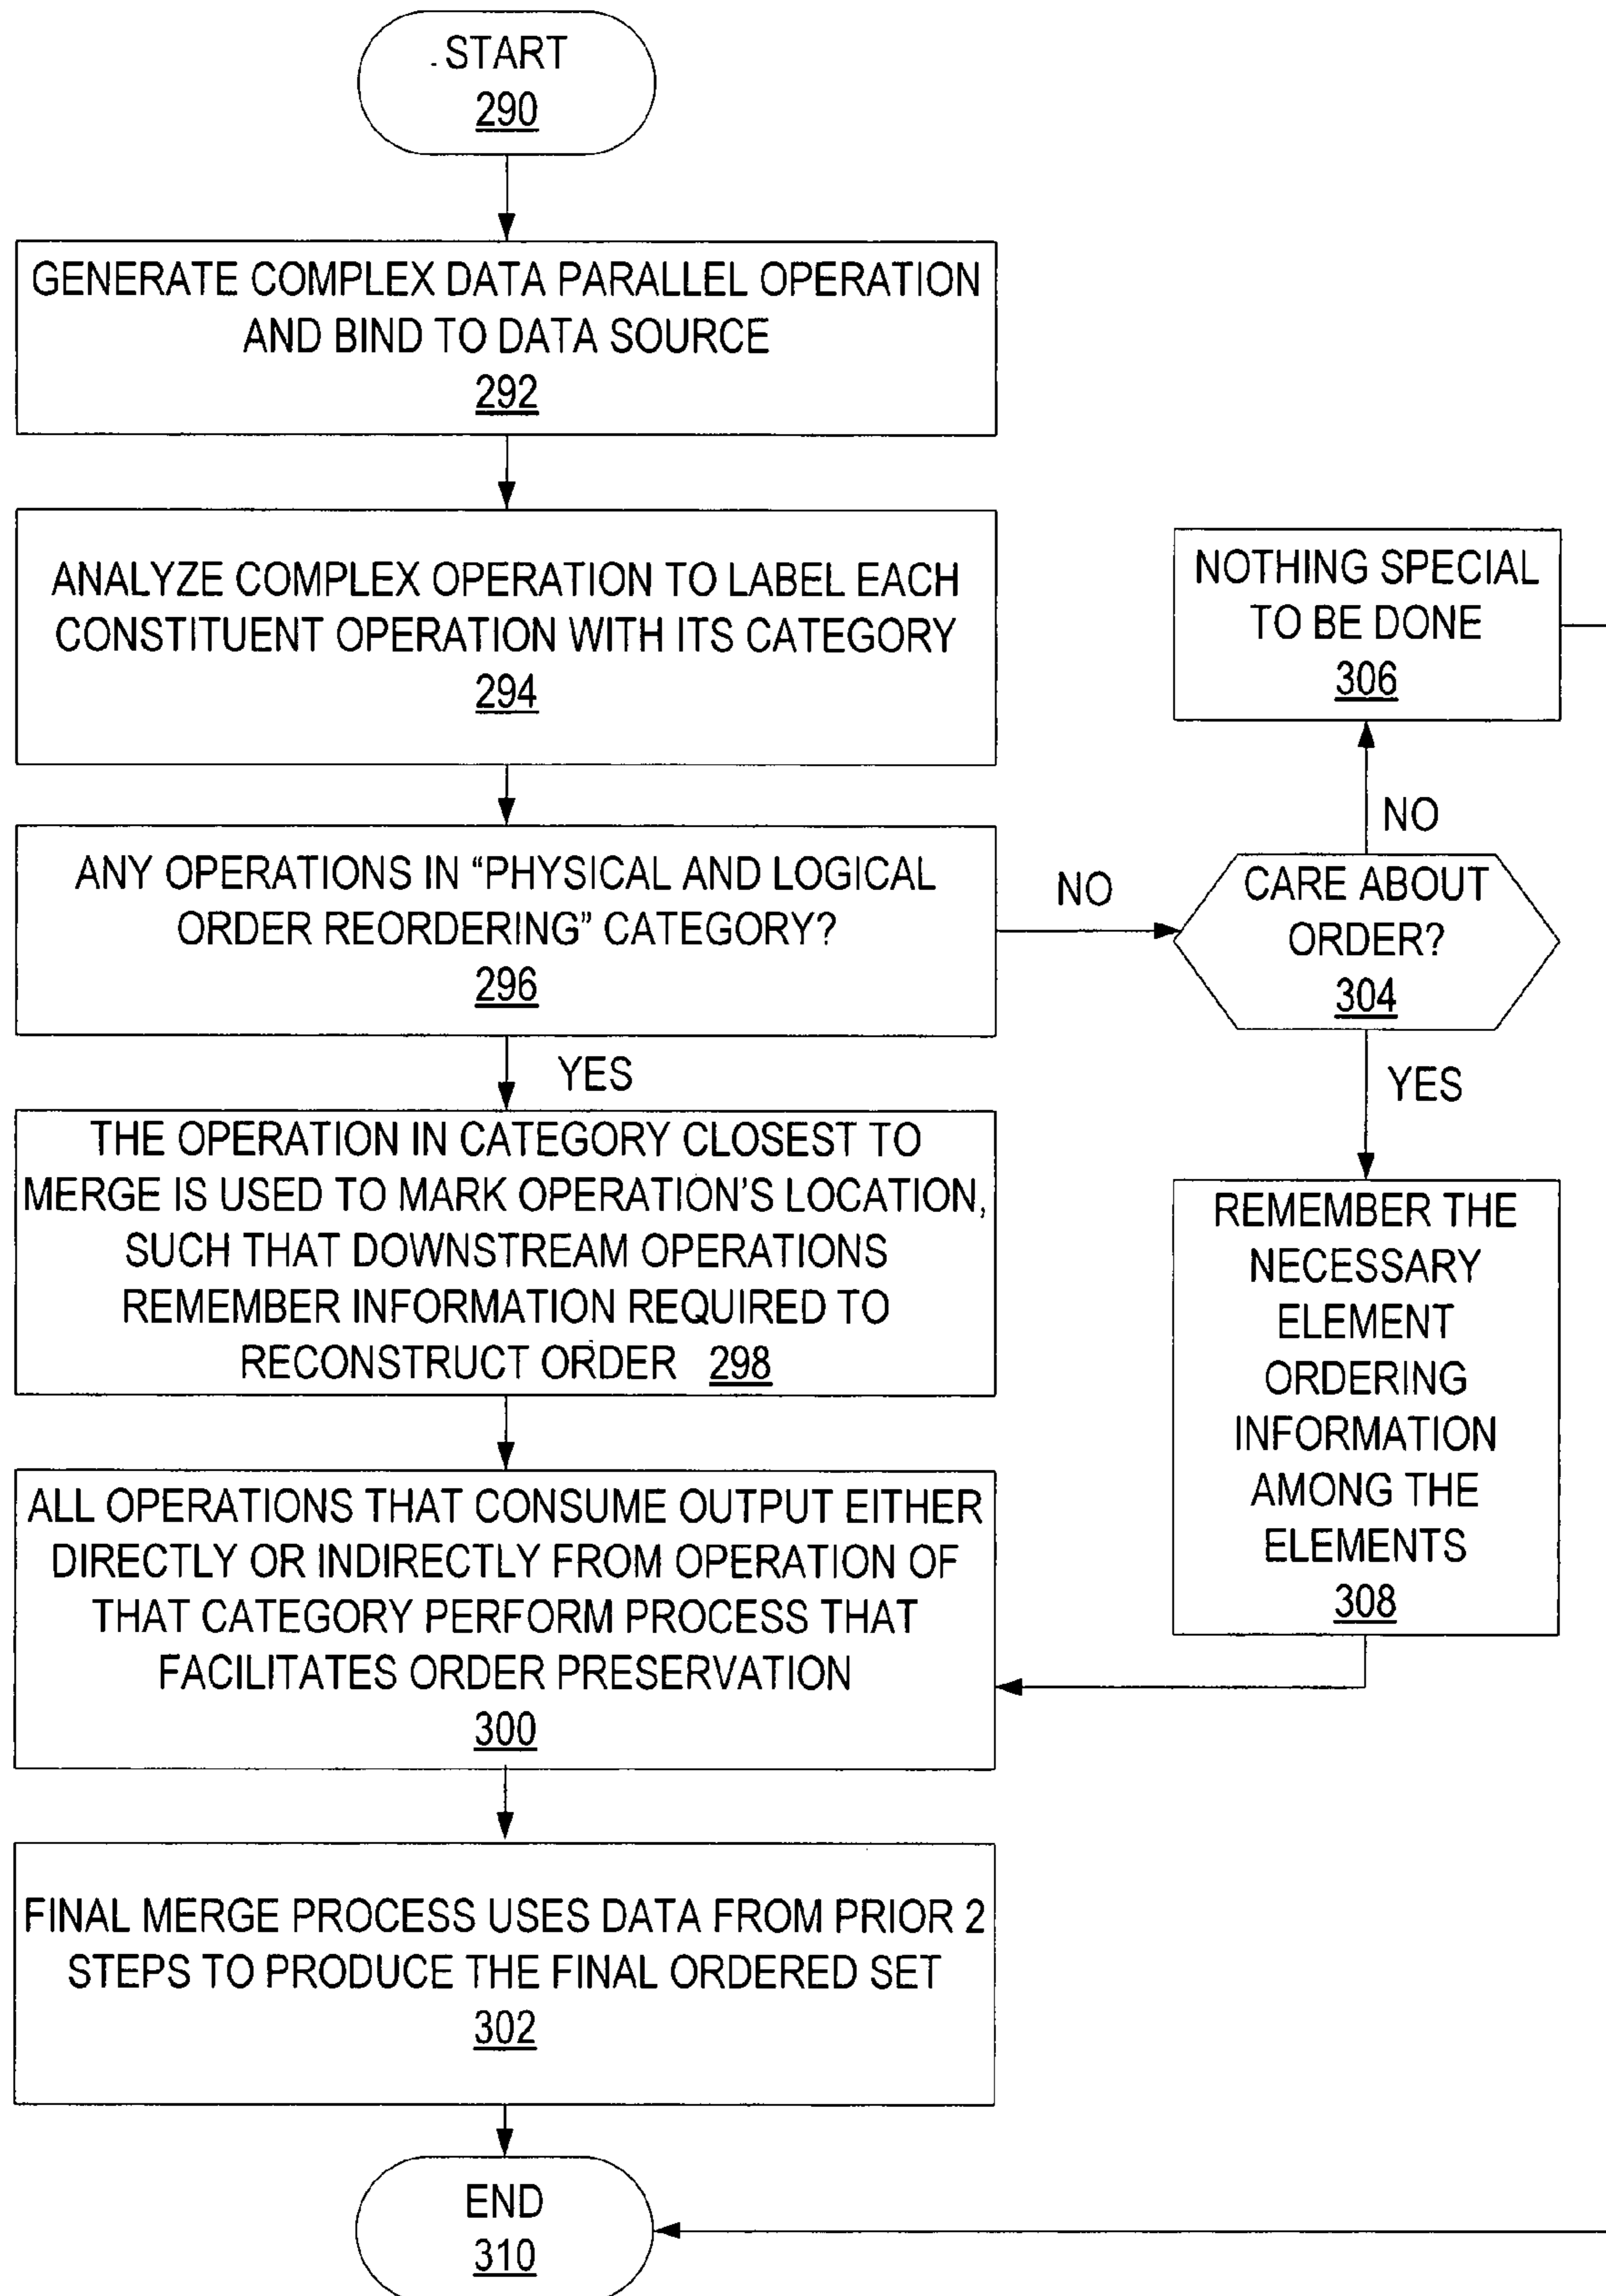 START
290
GENERATE COMPLEX DATA PARALLEL OPERATION
AND BIND TO DATA SOURCE
292
ANALYZE COMPLEX OPERATION TO LABEL EACH
CONSTITUENT OPERATION WITH ITS CATEGORY
294
ANY OPERATIONS IN “PHYSICAL AND LOGICAL
ORDER REORDERING” CATEGORY?
296
NO
CARE ABOUT
ORDER?
304
NO
NOTHING SPECIAL
TO BE DONE
306
YES
REMEMBER THE
NECESSARY
ELEMENT
ORDERING
INFORMATION
AMONG THE
ELEMENTS
308
YES
THE OPERATION IN CATEGORY CLOSEST TO
MERGE IS USED TO MARK OPERATION'S LOCATION,
SUCH THAT DOWNSTREAM OPERATIONS
REMEMBER INFORMATION REQUIRED TO
RECONSTRUCT ORDER 298
ALL OPERATIONS THAT CONSUME OUTPUT EITHER
DIRECTLY OR INDIRECTLY FROM OPERATION OF
THAT CATEGORY PERFORM PROCESS THAT
FACILITATES ORDER PRESERVATION
300
FINAL MERGE PROCESS USES DATA FROM PRIOR 2
STEPS TO PRODUCE THE FINAL ORDERED SET
302
END
310